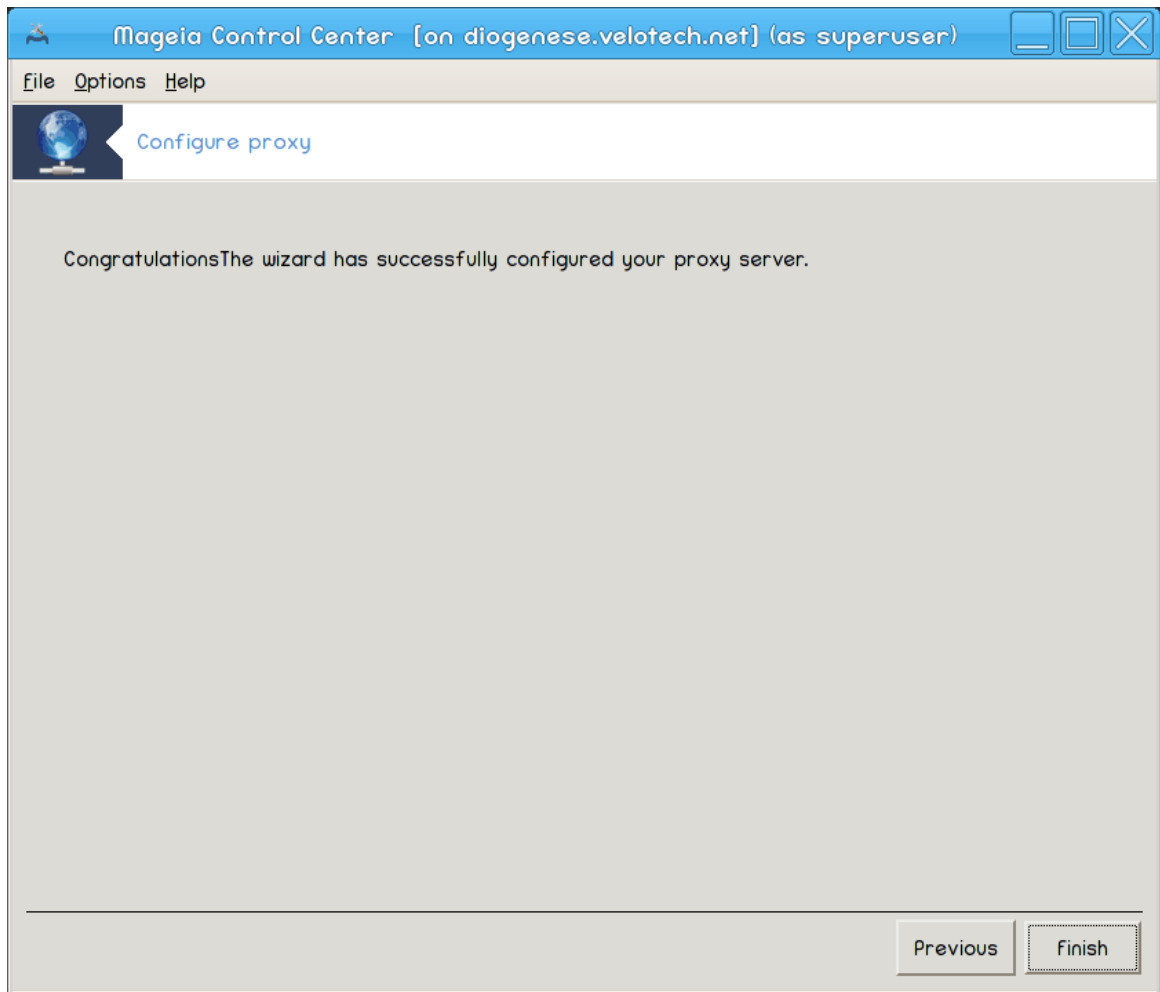 Mageia Control Center [on diogenese.velotech.net] (as superuser)
File Options Help
Configure proxy
CongratulationsThe wizard has successfully configured your proxy server.
Previous Finish